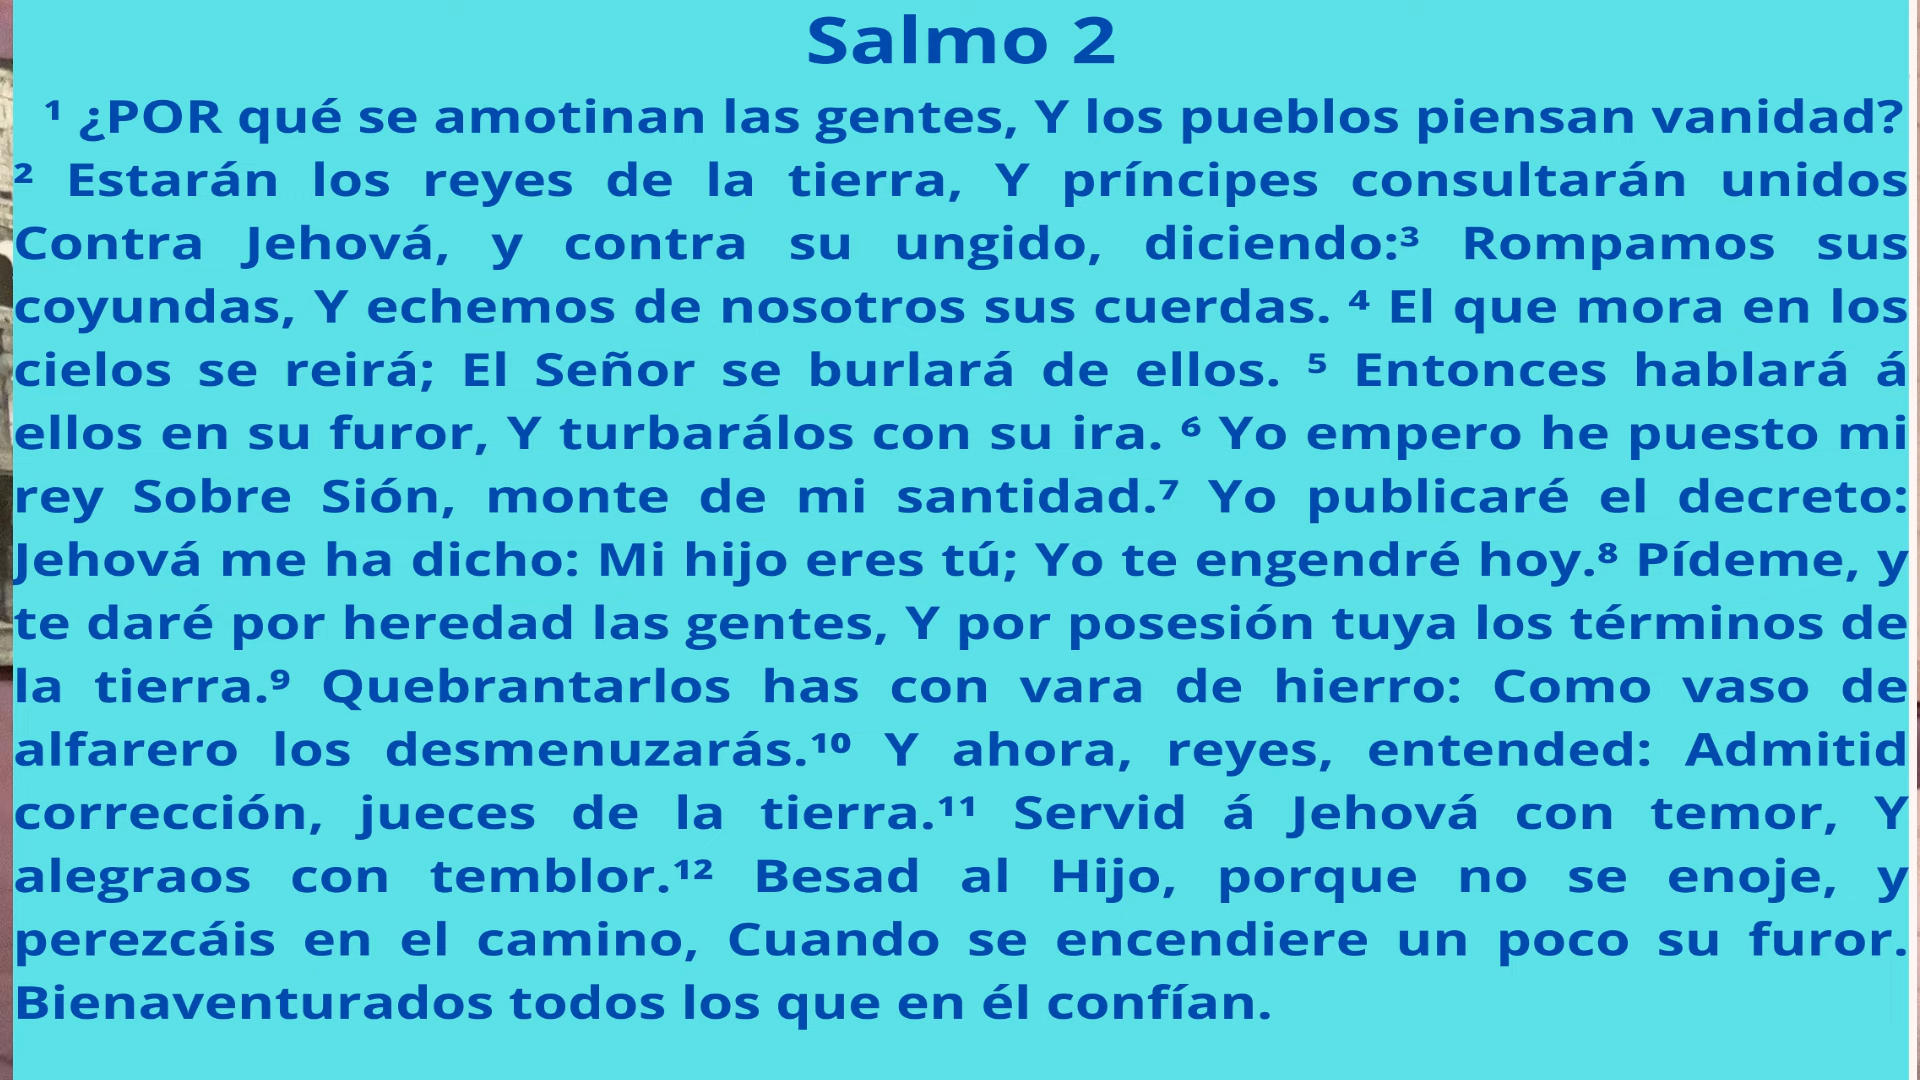 Salmo 2
¹ ¿POR qué se amotinan las gentes, Y los pueblos piensan vanidad?
² Estarán los reyes de la tierra, Y príncipes consultarán unidos
Contra Jehová, y contra su ungido, diciendo:³ Rompamos sus
coyundas, Y echemos de nosotros sus cuerdas. ⁴ El que mora en los
cielos se reirá; El Señor se burlará de ellos. ⁵ Entonces hablará á
ellos en su furor, Y turbarálos con su ira. ⁶ Yo empero he puesto mi
rey Sobre Sión, monte de mi santidad.⁷ Yo publicaré el decreto:
Jehová me ha dicho: Mi hijo eres tú; Yo te engendré hoy.⁸ Pídeme, y
te daré por heredad las gentes, Y por posesión tuya los términos de
la tierra.⁹ Quebrantarlos has con vara de hierro: Como vaso de
alfarero los desmenuzarás.¹⁰ Y ahora, reyes, entended: Admitid
corrección, jueces de la tierra.¹¹ Servid á Jehová con temor, Y
alegraos con temblor.¹² Besad al Hijo, porque no se enoje, y
perezcáis en el camino, Cuando se encendiere un poco su furor.
Bienaventurados todos los que en él confían.